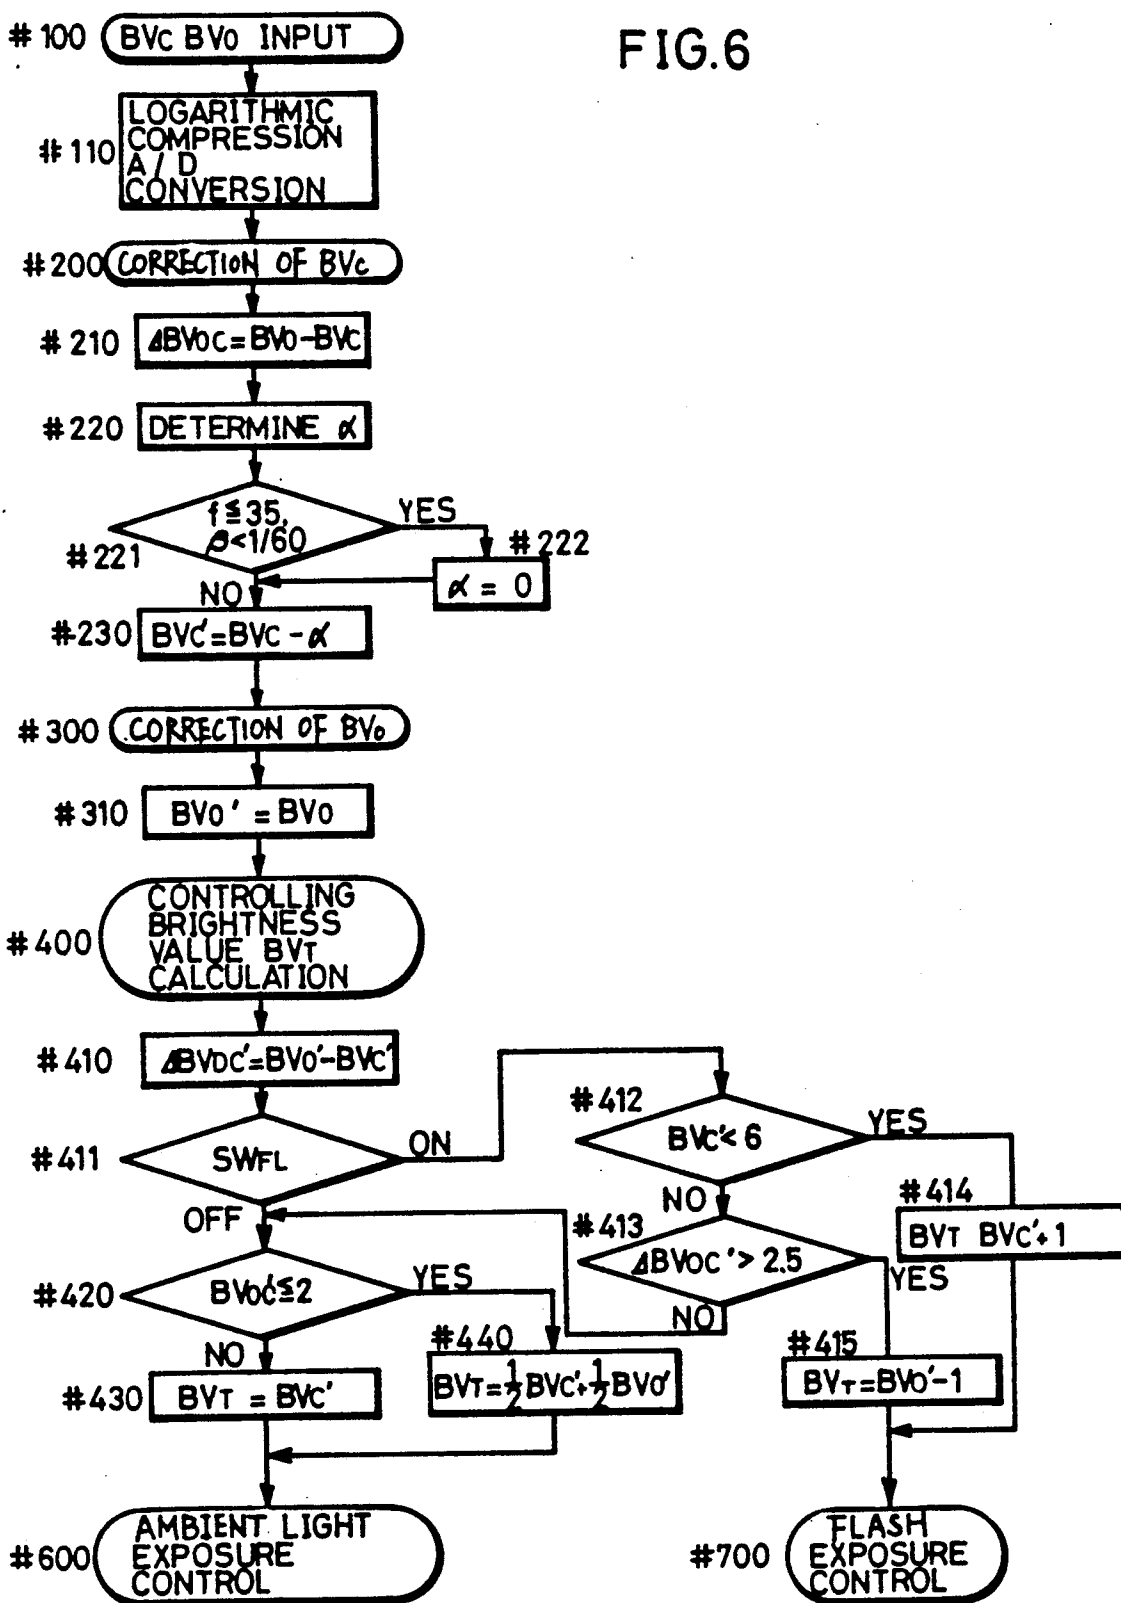 FIG.6
#100 BVC BVO INPUT
#110 LOGARITHMIC
COMPRESSION
A/D
CONVERSION
#200 CORRECTION OF BVC
#210 ΔBVOC=BVO-BVC
#220 DETERMINE α
#221 f≦35,
β<1/60
YES
NO
#222
α = 0
#230 BVC'=BVC-α
#300 CORRECTION OF BVO
#310 BVO' = BVO
#400 CONTROLLING
BRIGHTNESS
VALUE BVT
CALCULATION
#410 ΔBVOC'=BVO'-BVC'
#411 SWFL
ON
OFF
#412
BVC'<6
YES
NO
#413
ΔBVOC'>2.5
YES
NO
#414
BVT BVC'+1
#415
BVT=BVO'-1
#420 BVOC'≦2
YES
NO
#430 BVT = BVC'
#440
BVT=1/2BVC'+1/2BVO'
#600 AMBIENT LIGHT
EXPOSURE
CONTROL
#700 FLASH
EXPOSURE
CONTROL